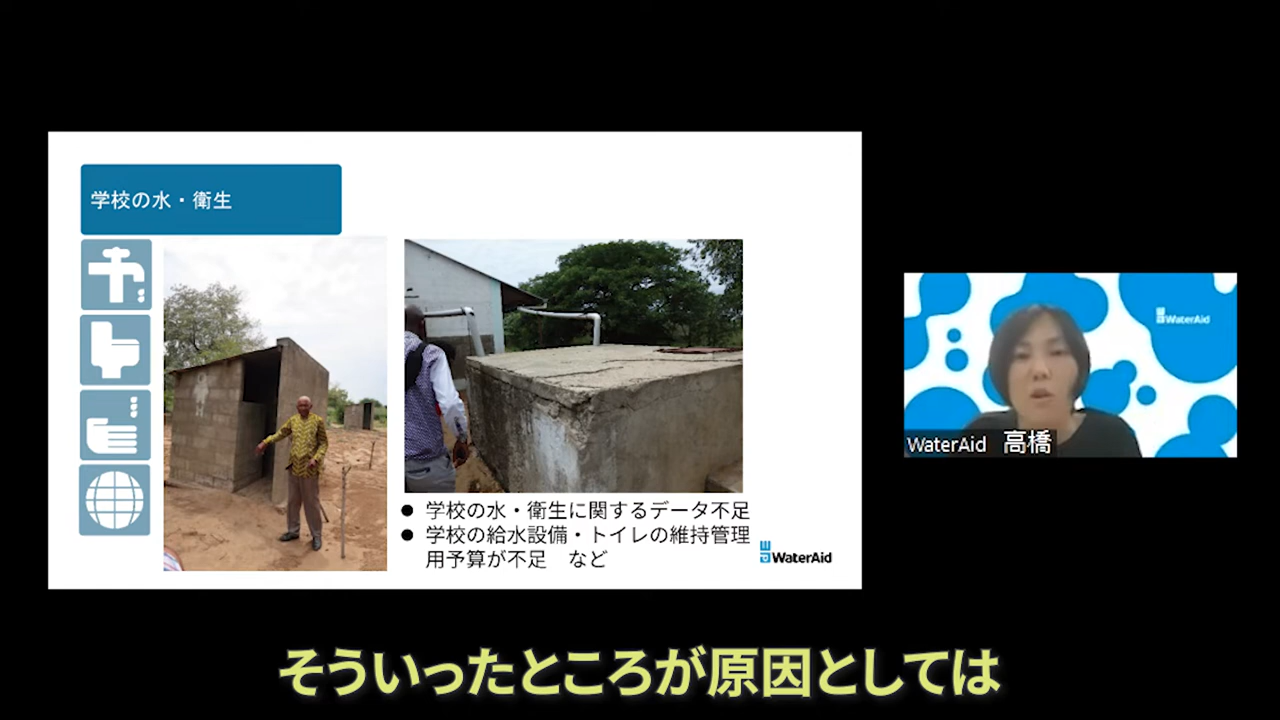 学校の水・衛生
● 学校の水・衛生に関するデータ不足
● 学校の給水設備・トイレの維持管理
用予算が不足 など
WaterAid
WaterAid
WaterAid 高橋
そういったところが原因としては